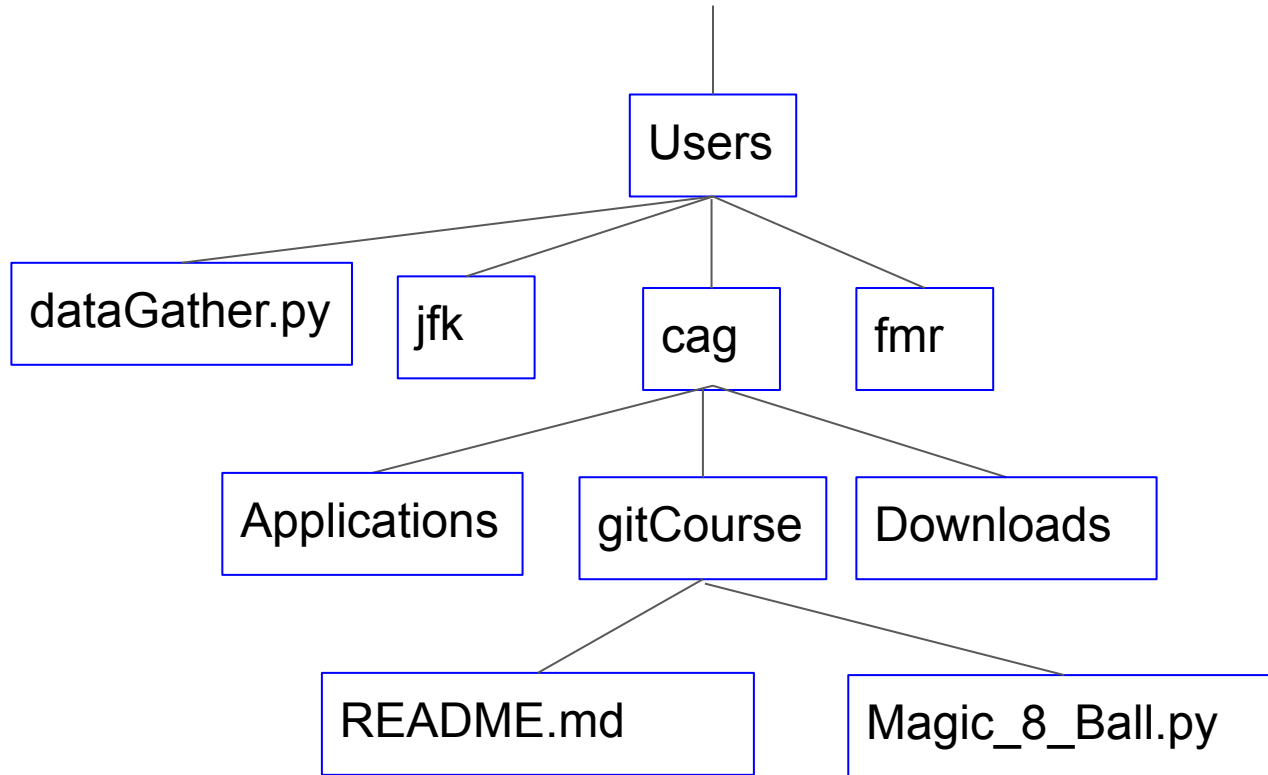 Users
dataGather.py
jfk
cag
fmr
Applications
gitCourse
Downloads
README.md
Magic_8_Ball.py